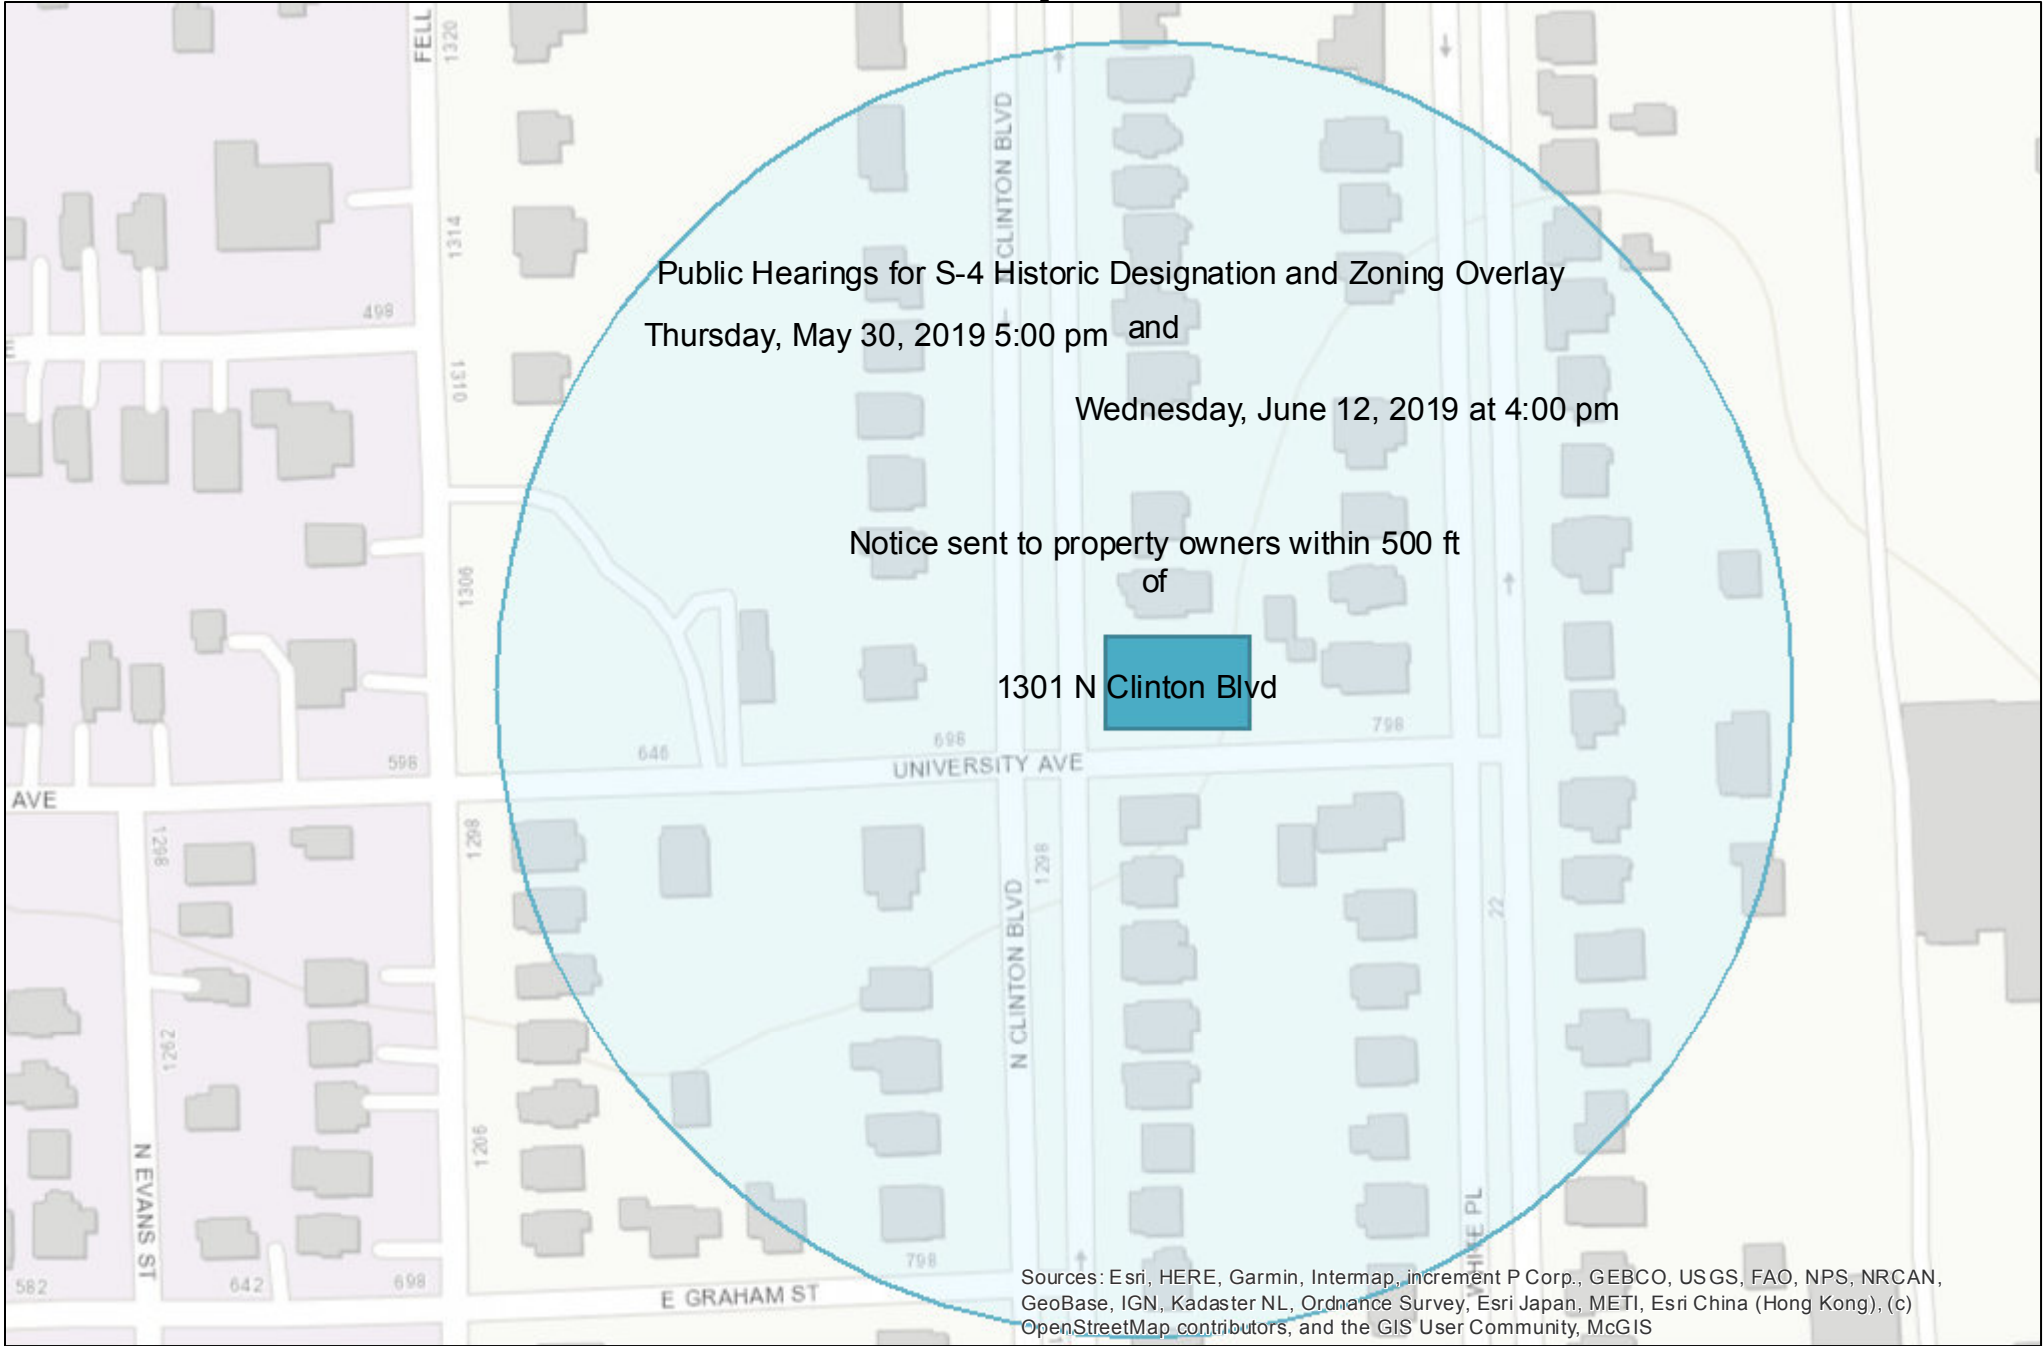 FELL
1320
N CLINTON BLVD
1314
Public Hearings for S-4 Historic Designation and Zoning Overlay
498
Thursday, May 30, 2019 5:00 pm and
1310
Wednesday, June 12, 2019 at 4:00 pm
Notice sent to property owners within 500 ft
of
1306
1301 N Clinton Blvd
798
698
646
598
UNIVERSITY AVE
AVE
1298
1298
1298
22
N CLINTON BLVD
1262
1206
N EVANS ST
WHITE PL
798
582
642
698
E GRAHAM ST
Sources: Esri, HERE, Garmin, Intermap, increment P Corp., GEBCO, USGS, FAO, NPS, NRCAN,
GeoBase, IGN, Kadaster NL, Ordnance Survey, Esri Japan, METI, Esri China (Hong Kong), (c)
OpenStreetMap contributors, and the GIS User Community, McGIS